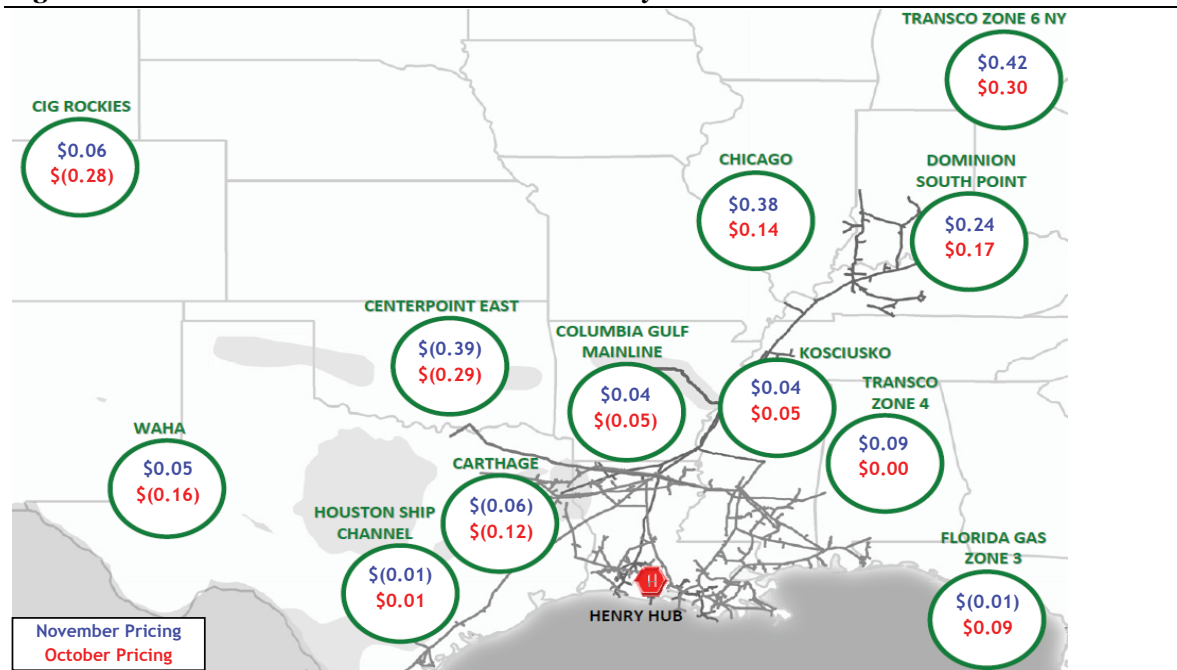 TRANSCO ZONE 6 NY
$0.42
$0.30
CIG ROCKIES
$0.06
$(0.28)
CHICAGO
$0.38
$0.14
DOMINION
SOUTH POINT
$0.24
$0.17
CENTERPOINT EAST
$(0.39)
$(0.29)
COLUMBIA GULF
MAINLINE
$0.04
$(0.05)
KOSCIUSKO
$0.04
$0.05
TRANSCO
ZONE 4
$0.09
$0.00
WAHA
$0.05
$(0.16)
CARTHAGE
$(0.06)
$(0.12)
HOUSTON SHIP
CHANNEL
$(0.01)
$0.01
FLORIDA GAS
ZONE 3
$(0.01)
$0.09
H
HENRY HUB
November Pricing
October Pricing